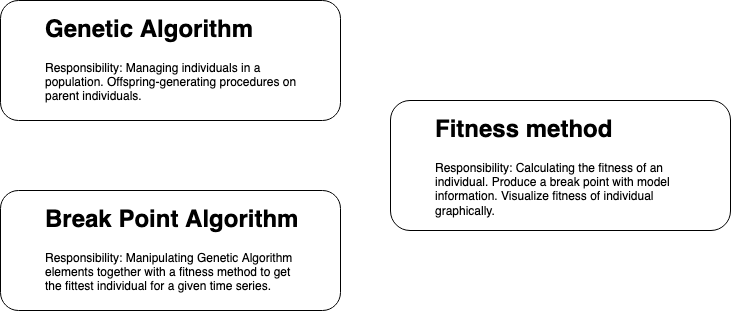 Genetic Algorithm
Responsibility: Managing individuals in a
population. Offspring-generating procedures on
parent individuals.
Fitness method
Responsibility: Calculating the fitness of an
individual. Produce a break point with model
information. Visualize fitness of individual
graphically.
Break Point Algorithm
Responsibility: Manipulating Genetic Algorithm
elements together with a fitness method to get
the fittest individual for a given time series.